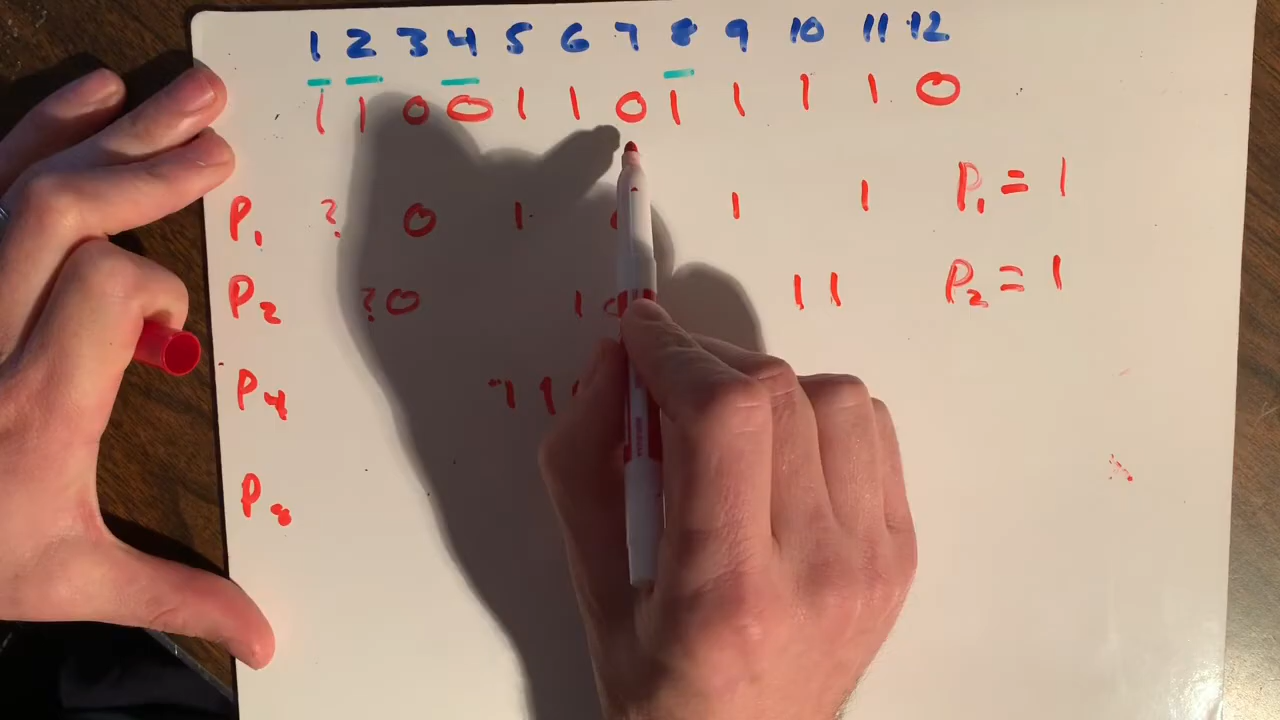 1 2 3 4 5 6 7 8 9 10 11 12
1 1 0 0 1 1 0 1 1 1 1 0
P1 ? 0 1 1 1 P1 = 1
P2 ? 0 1 0 1 1 P2 = 1
P4 ? 1 1
P8